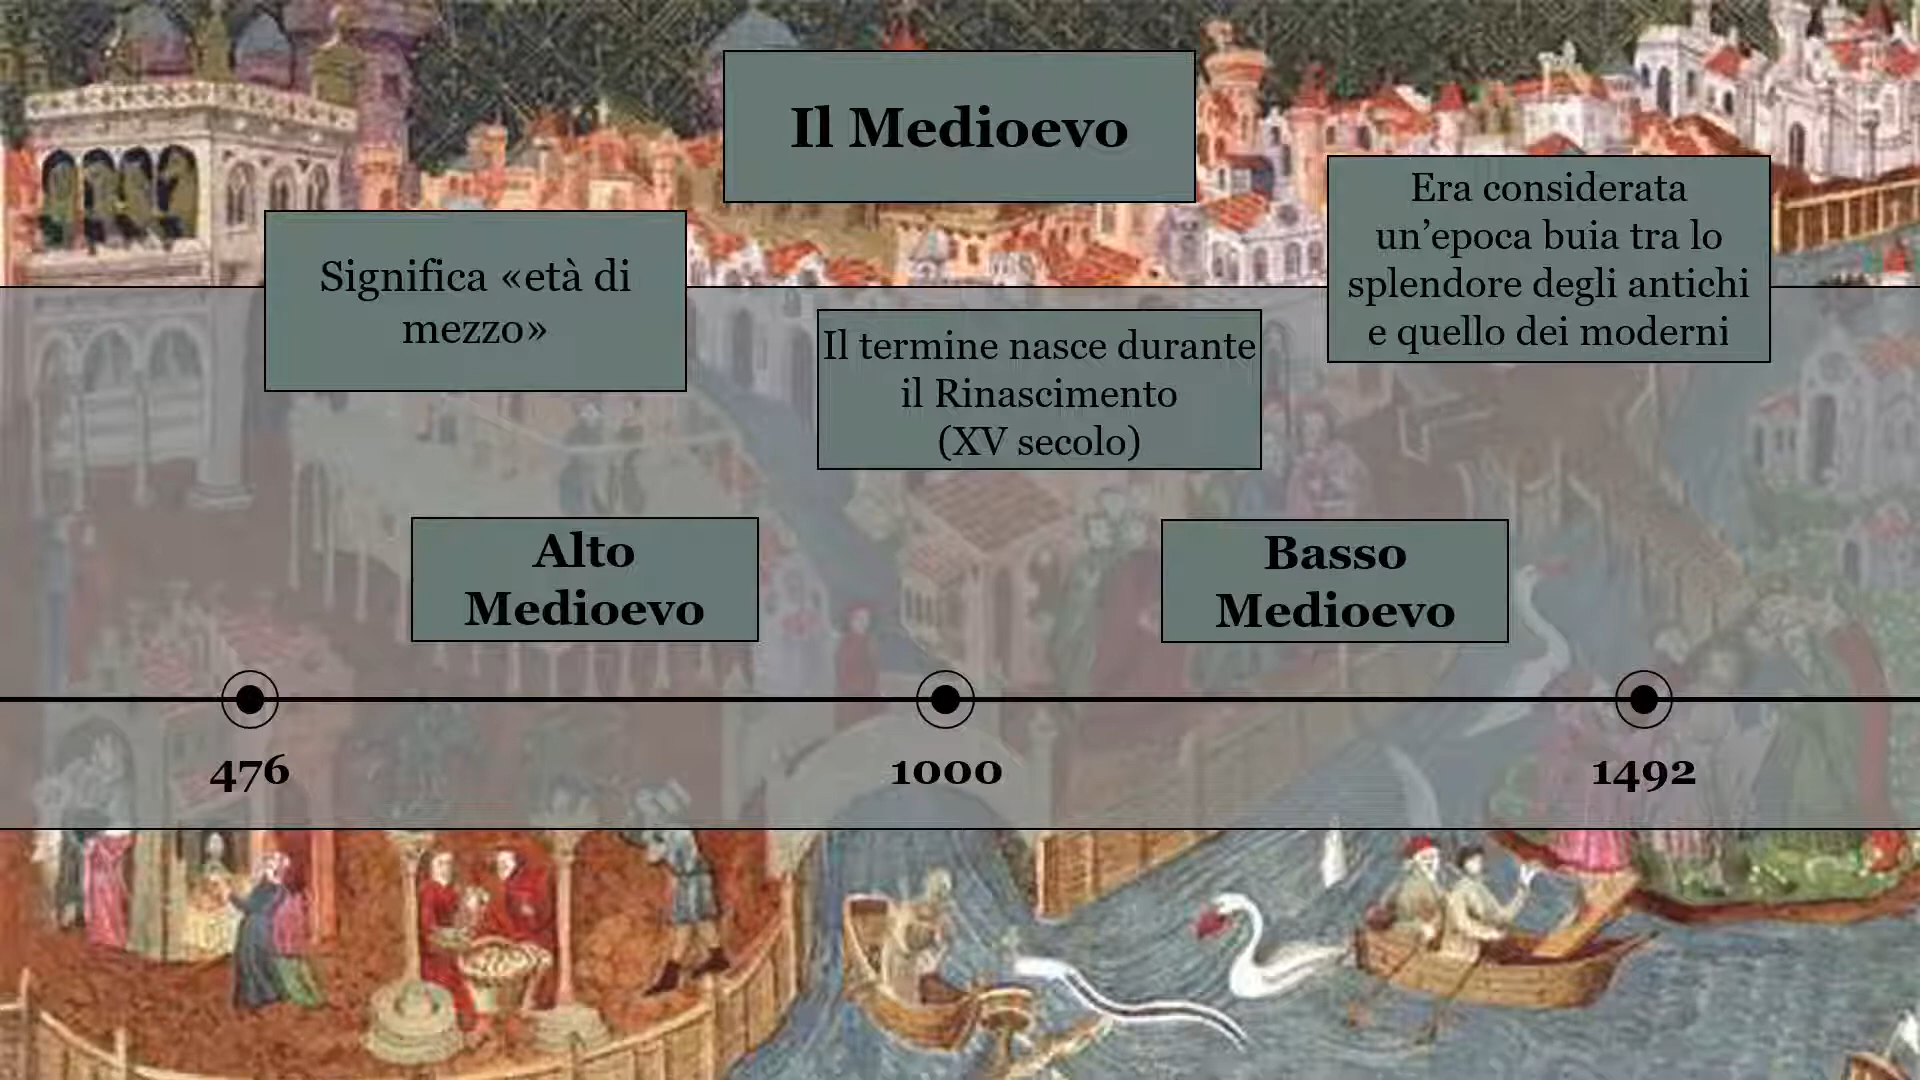 Il Medioevo
Significa «età di
mezzo»
Il termine nasce durante
il Rinascimento
(XV secolo)
Era considerata
un’epoca buia tra lo
splendore degli antichi
e quello dei moderni
Alto
Medioevo
Basso
Medioevo
476
1000
1492